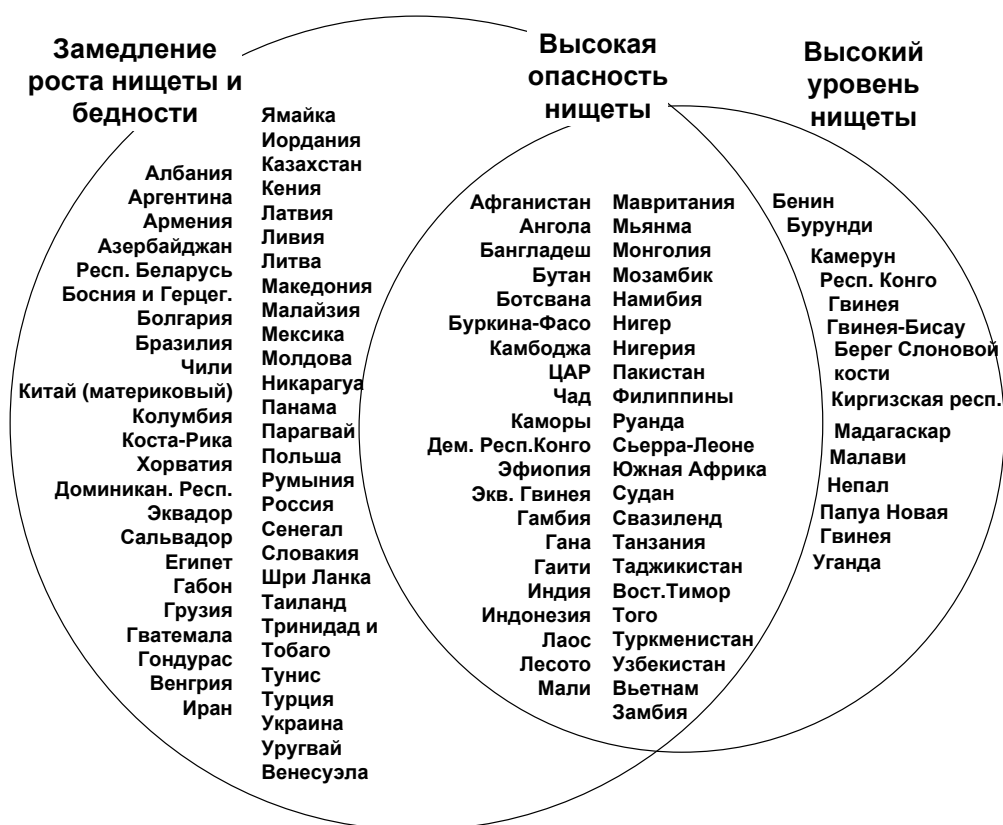 Замедление
роста нищеты и
бедности
Албания
Аргентина
Армения
Азербайджан
Респ. Беларусь
Босния и Герцег.
Болгария
Бразилия
Чили
Китай (материковый)
Колумбия
Коста-Рика
Хорватия
Доминикан. Респ.
Эквадор
Сальвадор
Египет
Габон
Грузия
Гватемала
Гондурас
Венгрия
Иран
Ямайка
Иордания
Казахстан
Кения
Латвия
Ливия
Литва
Македония
Малайзия
Мексика
Молдова
Никарагуа
Панама
Парагвай
Польша
Румыния
Россия
Сенегал
Словакия
Шри Ланка
Таиланд
Тринидад и
Тобаго
Тунис
Турция
Украина
Уругвай
Венесуэла
Высокая
опасность
нищеты
Афганистан
Ангола
Бангладеш
Бутан
Ботсвана
Буркина-Фасо
Камбоджа
ЦАР
Чад
Каморы
Дем. Респ.Конго
Эфиопия
Экв. Гвинея
Гамбия
Гана
Гаити
Индия
Индонезия
Лаос
Лесото
Мали
Мавритания
Мьянма
Монголия
Мозамбик
Намибия
Нигер
Нигерия
Пакистан
Филиппины
Руанда
Сьерра-Леоне
Южная Африка
Судан
Свазиленд
Танзания
Таджикистан
Вост.Тимор
Того
Туркменистан
Узбекистан
Вьетнам
Замбия
Высокий
уровень
нищеты
Бенин
Бурунди
Камерун
Респ. Конго
Гвинея
Гвинея-Бисау
Берег Слоновой
кости
Киргизская респ.
Мадагаскар
Малави
Непал
Папуа Новая
Гвинея
Уганда